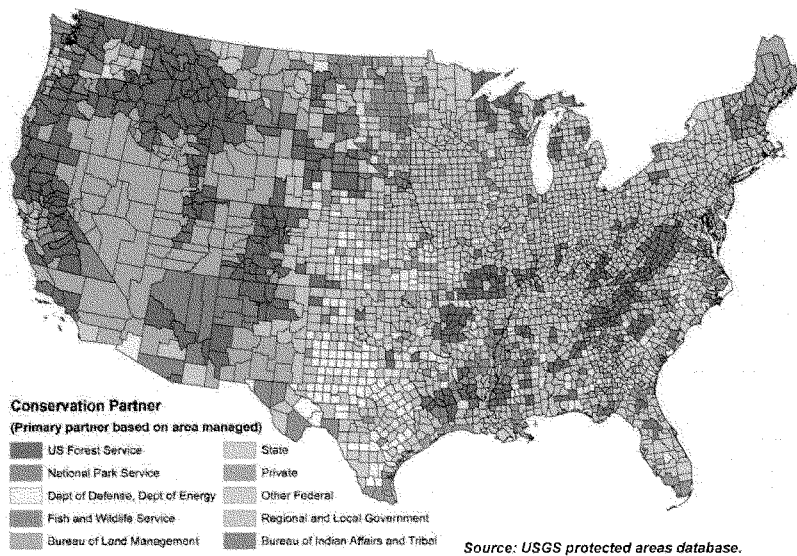 Conservation Partner
(Primary partner based on area managed)
US Forest Service
National Park Service
Dept of Defense, Dept of Energy
Fish and Wildlife Service
Bureau of Land Management
State
Private
Other Federal
Regional and Local Government
Bureau of Indian Affairs and Tribal
Source: USGS protected areas database.